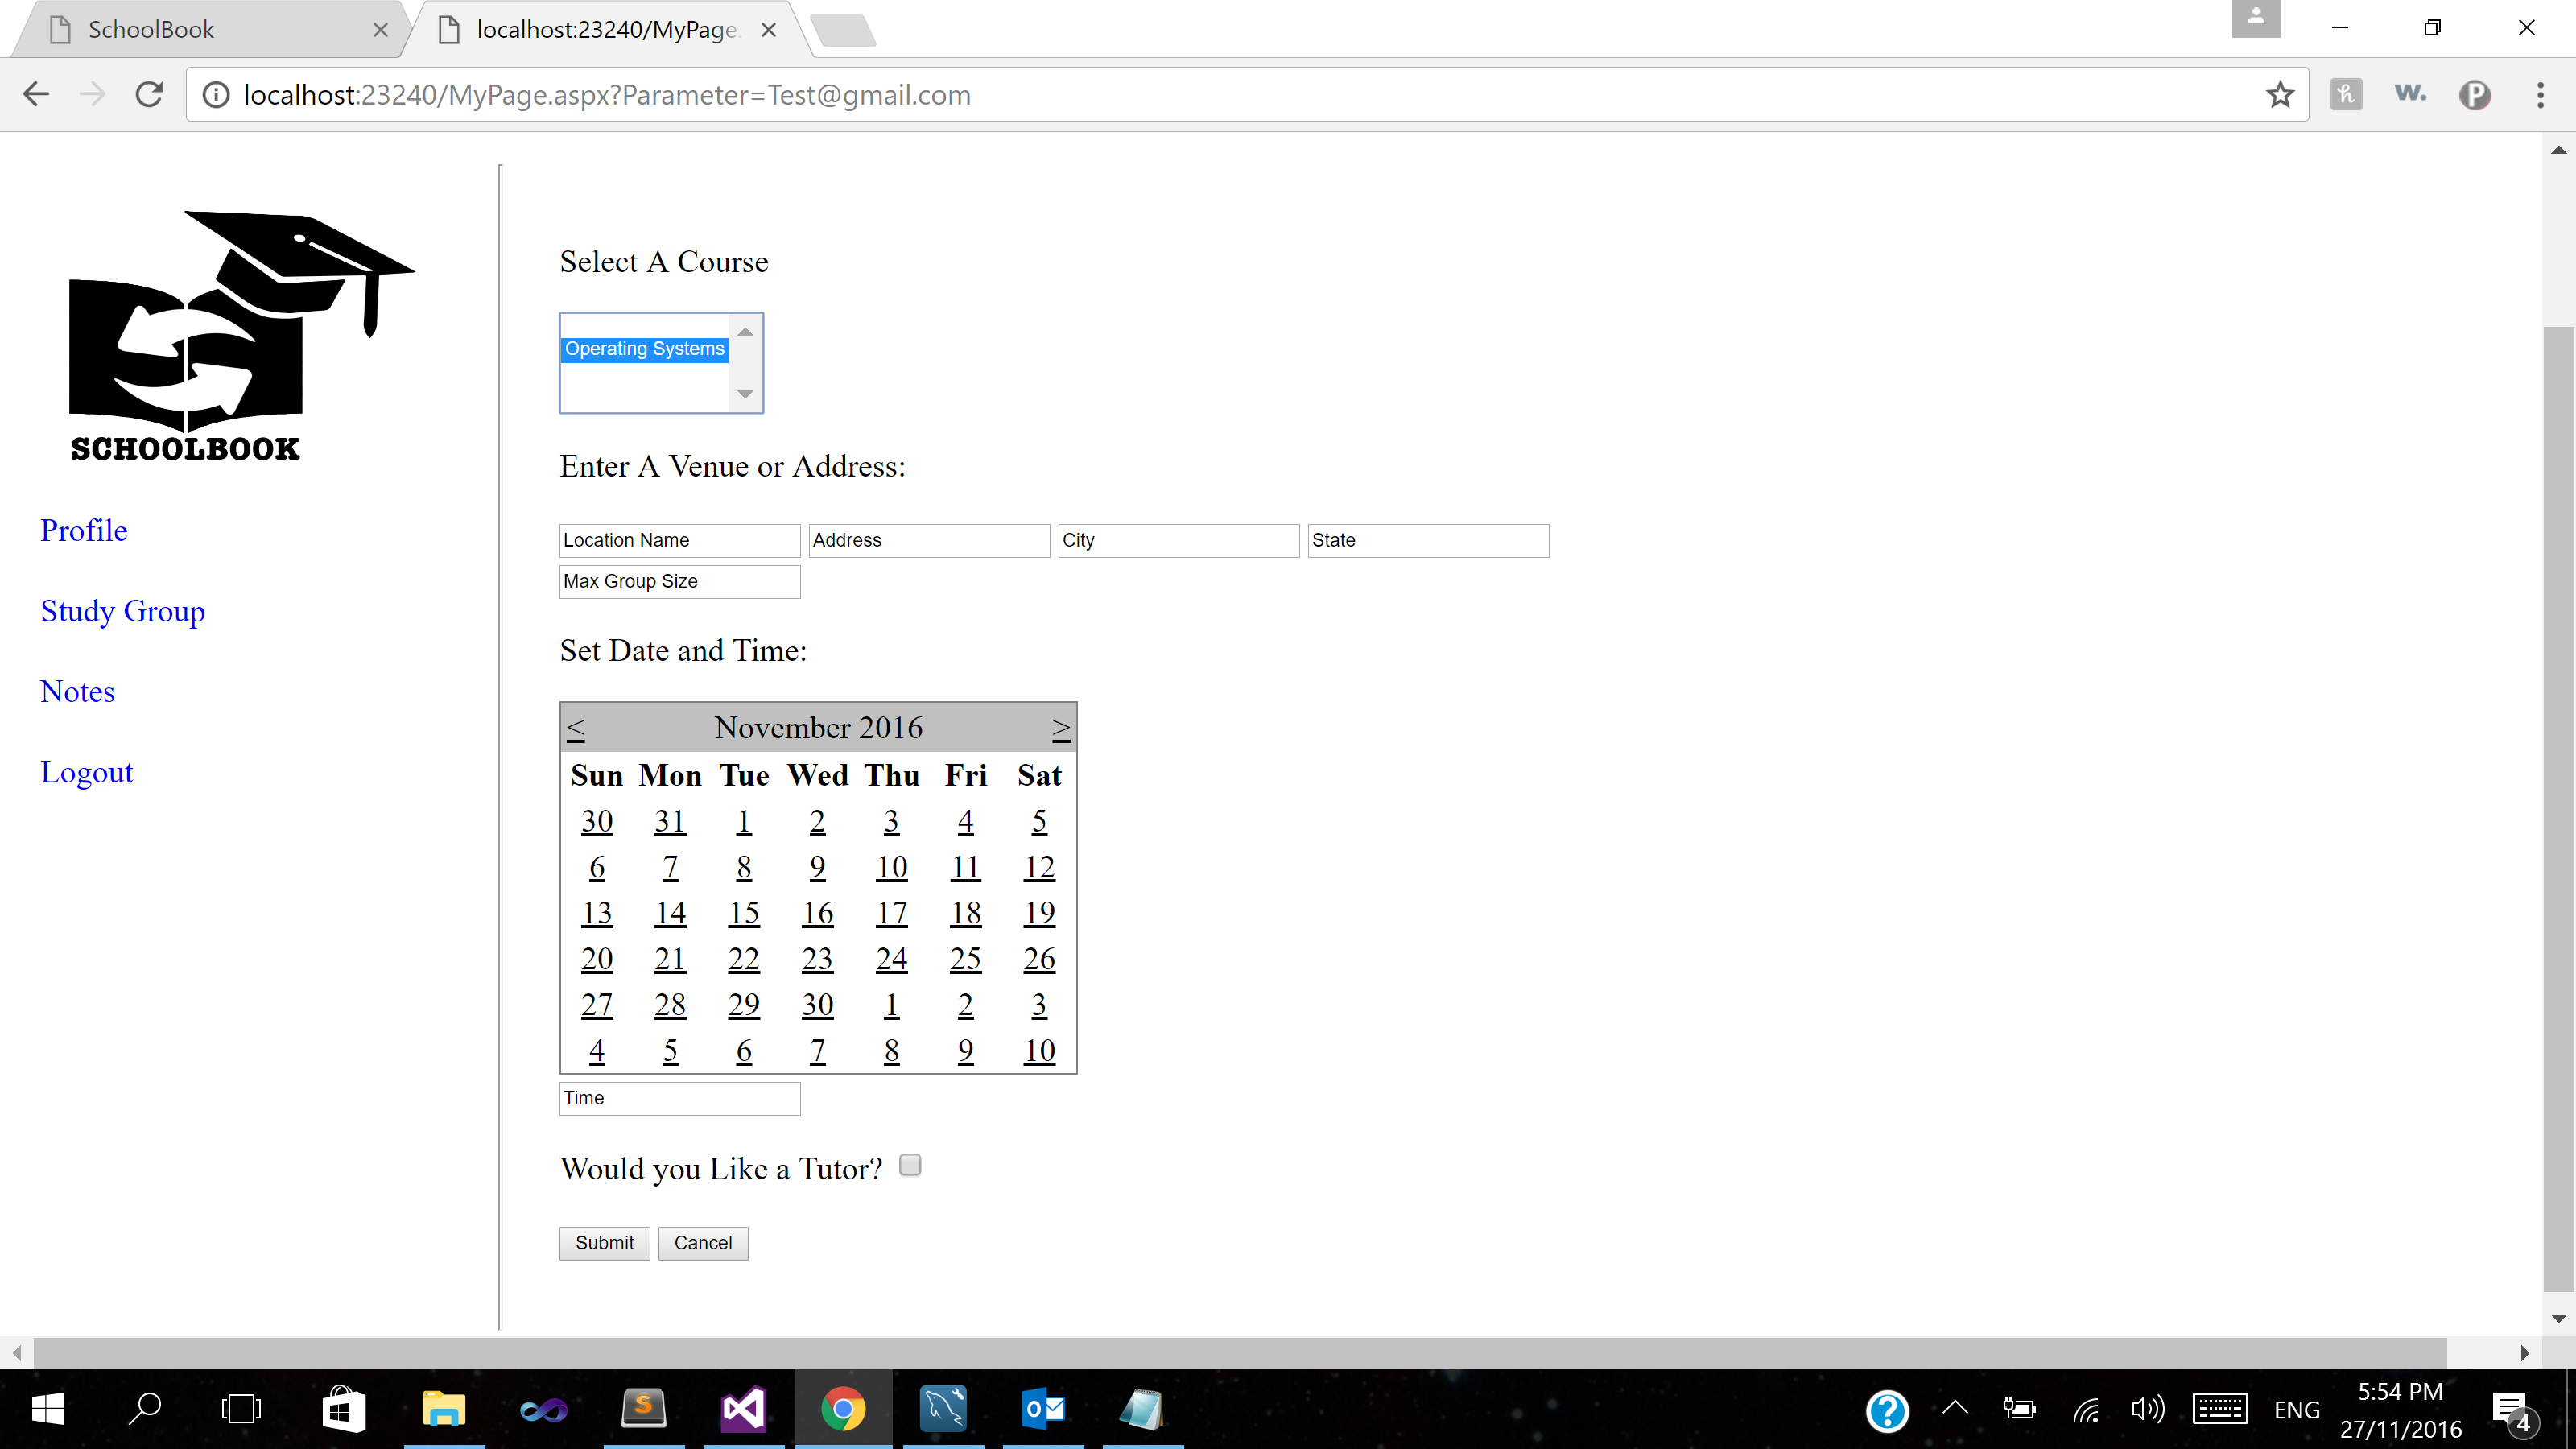 SchoolBook
localhost:23240/MyPage.
localhost:23240/MyPage.aspx?Parameter=Test@gmail.com
SCHOOLBOOK
Profile
Study Group
Notes
Logout
Select A Course
Operating Systems
Enter A Venue or Address:
Location Name Address City State
Max Group Size
Set Date and Time:
< November 2016 >
Sun Mon Tue Wed Thu Fri Sat
30 31 1 2 3 4 5
6 7 8 9 10 11 12
13 14 15 16 17 18 19
20 21 22 23 24 25 26
27 28 29 30 1 2 3
4 5 6 7 8 9 10
Time
Would you Like a Tutor?
Submit Cancel
ENG
5:54 PM
27/11/2016
4